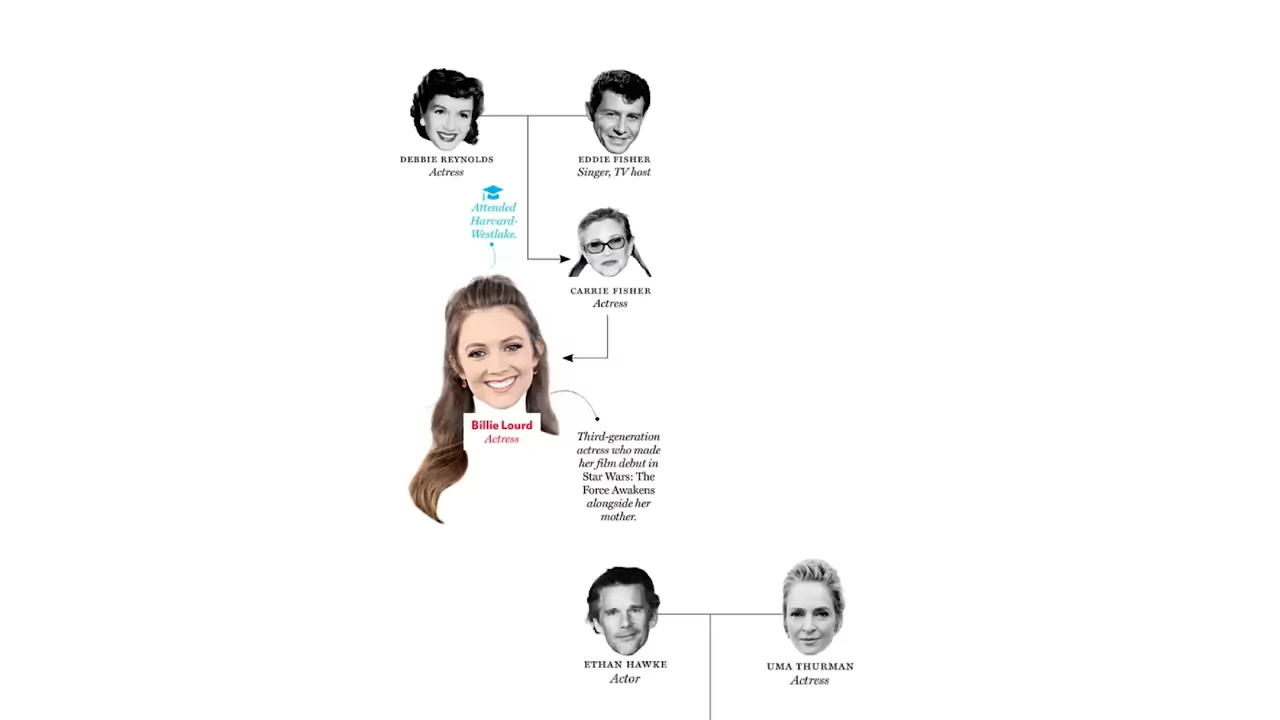 DEBBIE REYNOLDS
Actress
EDDIE FISHER
Singer, TV host
Attended
Harvard-
Westlake.
CARRIE FISHER
Actress
Billie Lourd
Actress
Third-generation
actress who made
her film debut in
Star Wars: The
Force Awakens
alongside her
mother.
ETHAN HAWKE
Actor
UMA THURMAN
Actress